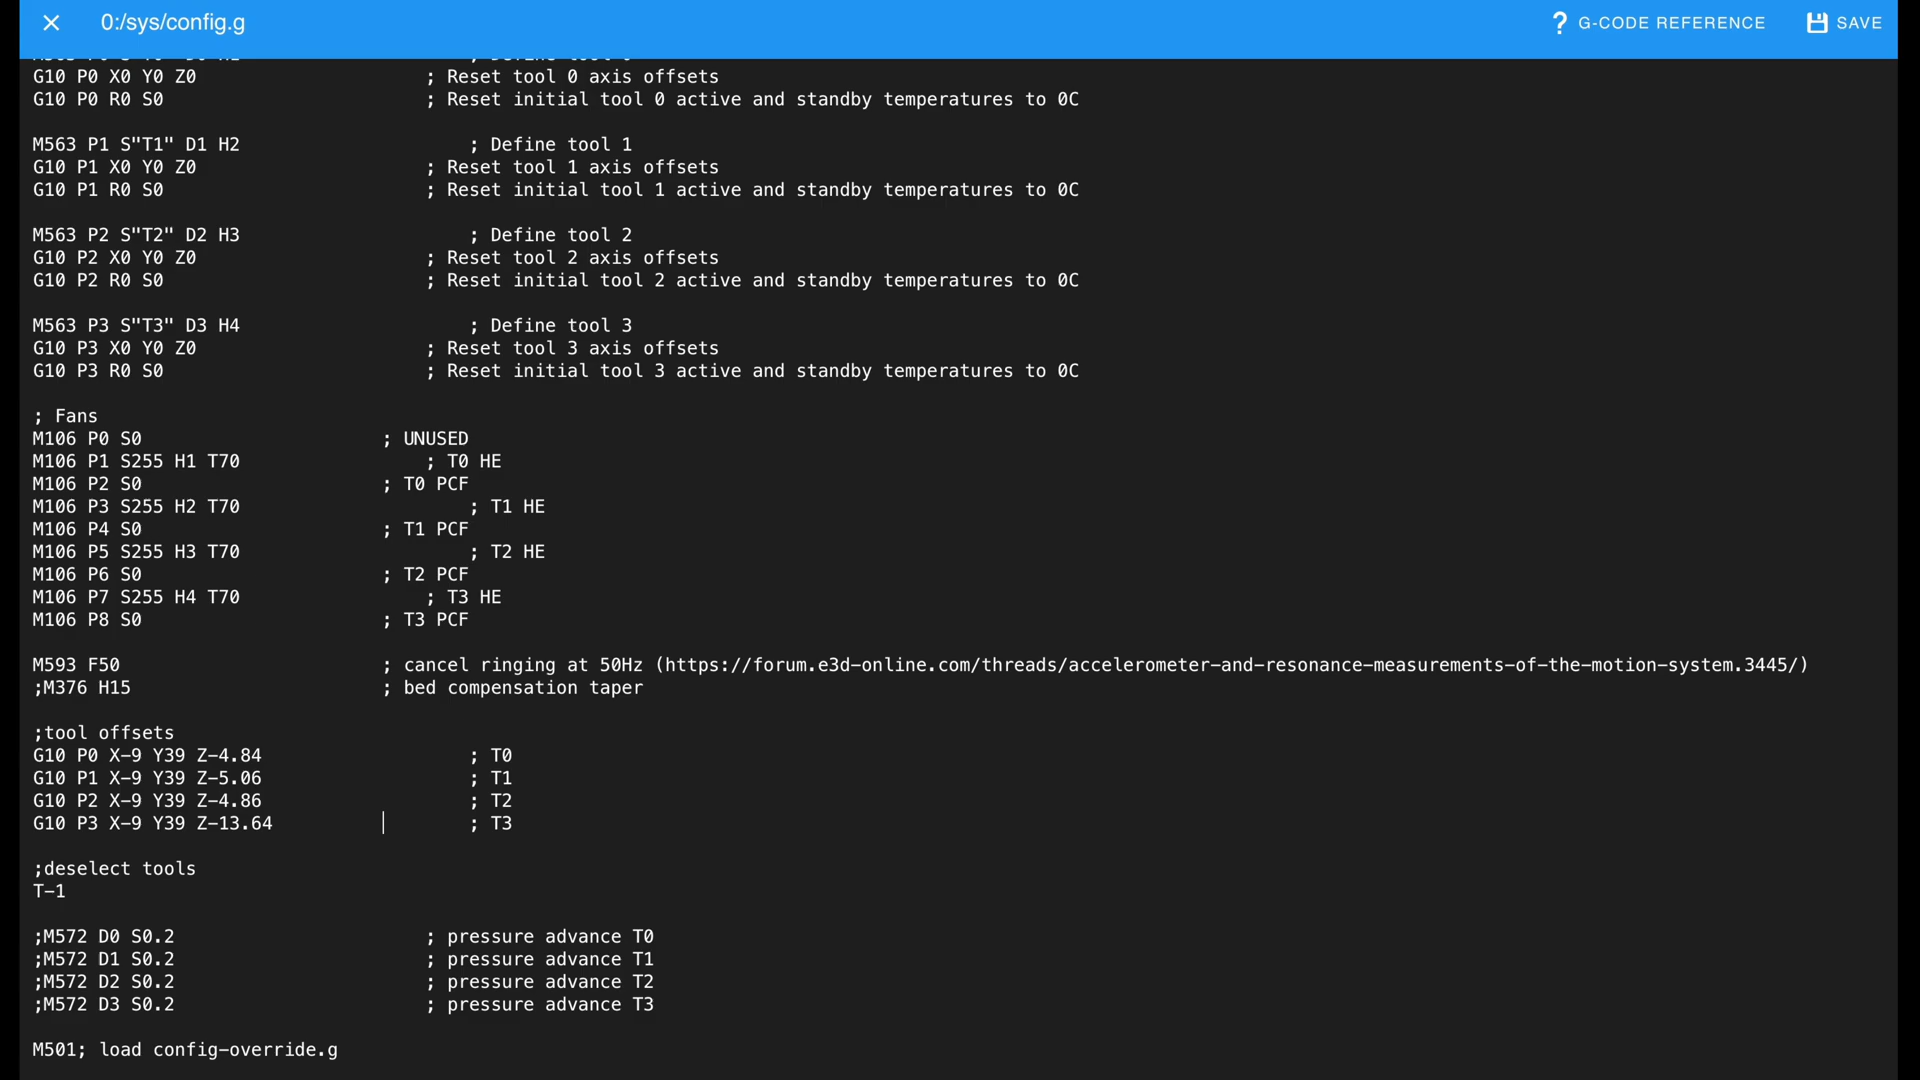 0:/sys/config.g
? G-CODE REFERENCE
SAVE
G10 P0 X0 Y0 Z0 ; Reset tool 0 axis offsets
G10 P0 R0 S0 ; Reset initial tool 0 active and standby temperatures to 0C
M563 P1 S"T1" D1 H2 ; Define tool 1
G10 P1 X0 Y0 Z0 ; Reset tool 1 axis offsets
G10 P1 R0 S0 ; Reset initial tool 1 active and standby temperatures to 0C
M563 P2 S"T2" D2 H3 ; Define tool 2
G10 P2 X0 Y0 Z0 ; Reset tool 2 axis offsets
G10 P2 R0 S0 ; Reset initial tool 2 active and standby temperatures to 0C
M563 P3 S"T3" D3 H4 ; Define tool 3
G10 P3 X0 Y0 Z0 ; Reset tool 3 axis offsets
G10 P3 R0 S0 ; Reset initial tool 3 active and standby temperatures to 0C
; Fans
M106 P0 S0 ; UNUSED
M106 P1 S255 H1 T70 ; T0 HE
M106 P2 S0 ; T0 PCF
M106 P3 S255 H2 T70 ; T1 HE
M106 P4 S0 ; T1 PCF
M106 P5 S255 H3 T70 ; T2 HE
M106 P6 S0 ; T2 PCF
M106 P7 S255 H4 T70 ; T3 HE
M106 P8 S0 ; T3 PCF
M593 F50 ; cancel ringing at 50Hz (https://forum.e3d-online.com/threads/accelerometer-and-resonance-measurements-of-the-motion-system.3445/)
;M376 H15 ; bed compensation taper
;tool offsets
G10 P0 X-9 Y39 Z-4.84 ; T0
G10 P1 X-9 Y39 Z-5.06 ; T1
G10 P2 X-9 Y39 Z-4.86 ; T2
G10 P3 X-9 Y39 Z-13.64 ; T3
;deselect tools
T-1
;M572 D0 S0.2 ; pressure advance T0
;M572 D1 S0.2 ; pressure advance T1
;M572 D2 S0.2 ; pressure advance T2
;M572 D3 S0.2 ; pressure advance T3
M501; load config-override.g